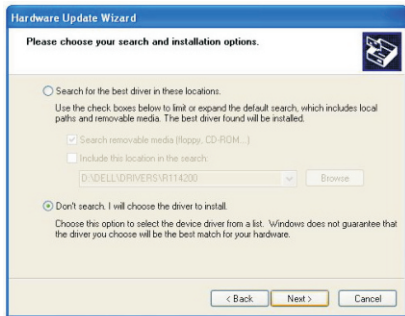 Hardware Update Wizard
Please choose your search and installation options.
Search for the best driver in these locations.
Use the check boxes below to limit or expand the default search, which includes local
paths and removable media. The best driver found will be installed.
Search removable media (floppy, CD-ROM...)
Include this location in the search:
D:\DELL\DRIVERS\R114200
Browse
Don't search. I will choose the driver to install.
Choose this option to select the device driver from a list. Windows does not guarantee that
the driver you choose will be the best match for your hardware.
< Back
Next >
Cancel